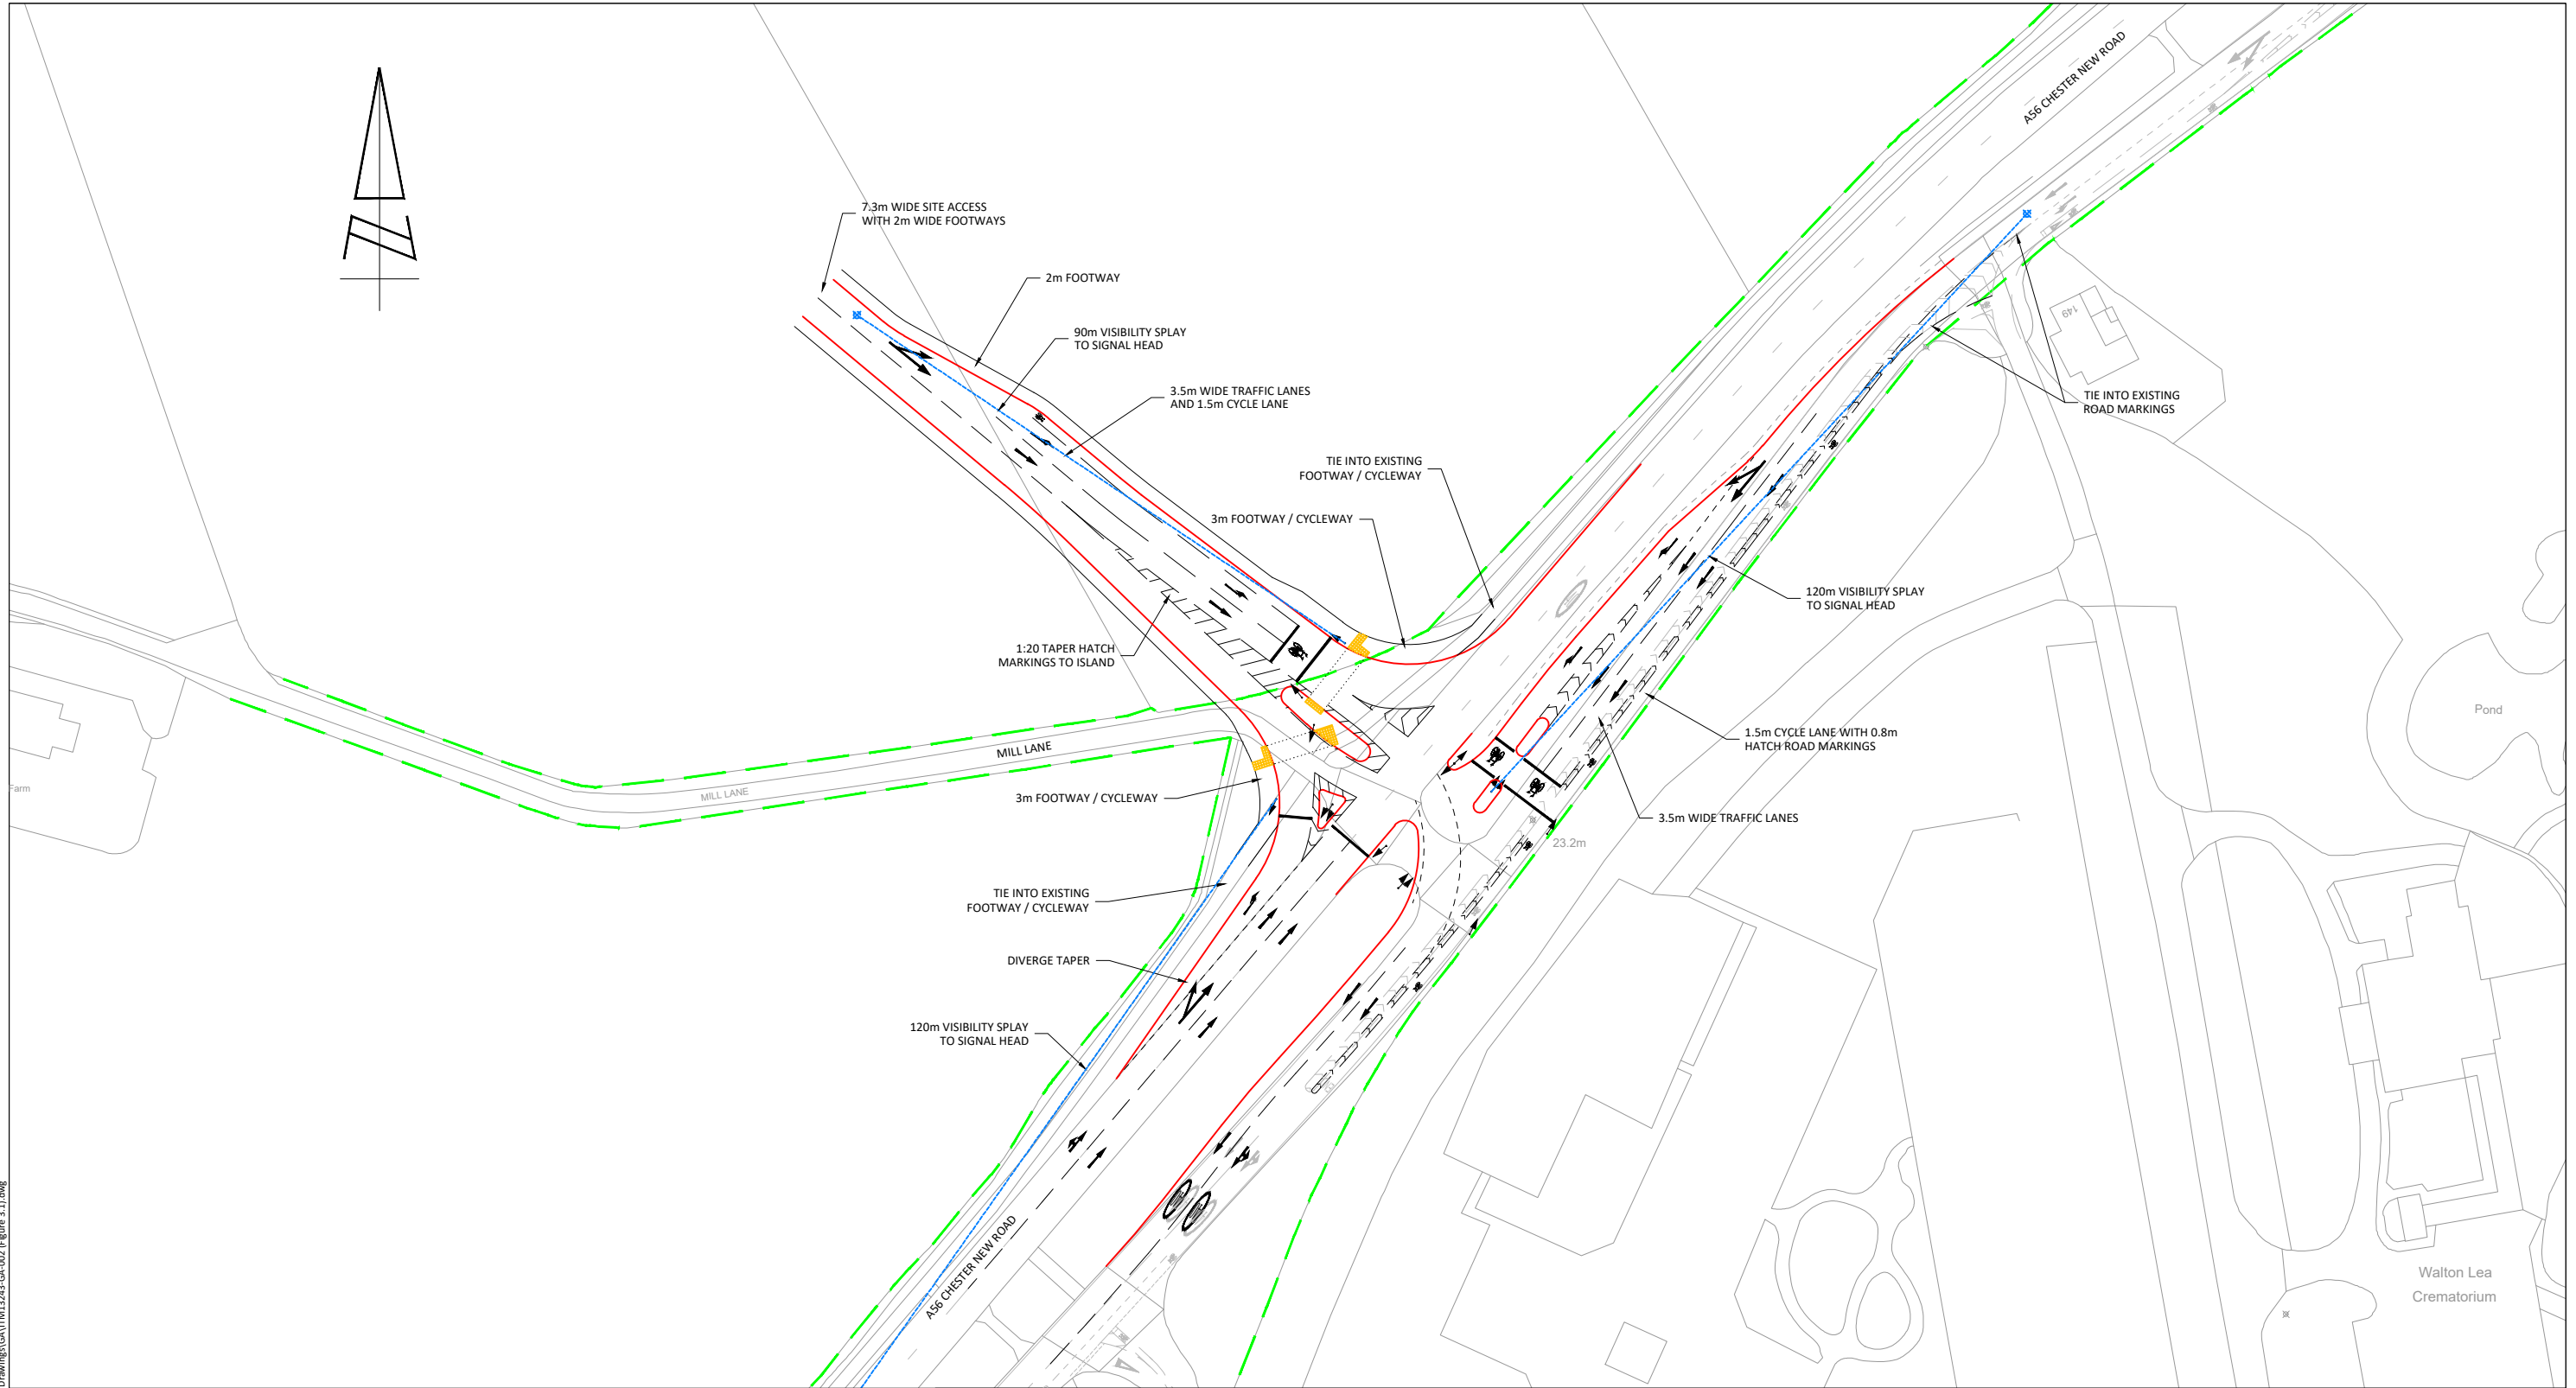 A56 CHESTER NEW ROAD
7.3m WIDE SITE ACCESS
WITH 2m WIDE FOOTWAYS
2m FOOTWAY
90m VISIBILITY SPLAY
TO SIGNAL HEAD
149
3.5m WIDE TRAFFIC LANES
AND 1.5m CYCLE LANE
TIE INTO EXISTING
ROAD MARKINGS
TIE INTO EXISTING
FOOTWAY / CYCLEWAY
3m FOOTWAY / CYCLEWAY
120m VISIBILITY SPLAY
TO SIGNAL HEAD
1:20 TAPER HATCH
MARKINGS TO ISLAND
Pond
1.5m CYCLE LANE WITH 0.8m
HATCH ROAD MARKINGS
MILL LANE
MILL LANE
arm
3m FOOTWAY / CYCLEWAY
3.5m WIDE TRAFFIC LANES
23.2m
TIE INTO EXISTING
FOOTWAY / CYCLEWAY
DIVERGE TAPER
120m VISIBILITY SPLAY
TO SIGNAL HEAD
A56 CHESTER NEW ROAD
Walton Lea
Crematorium